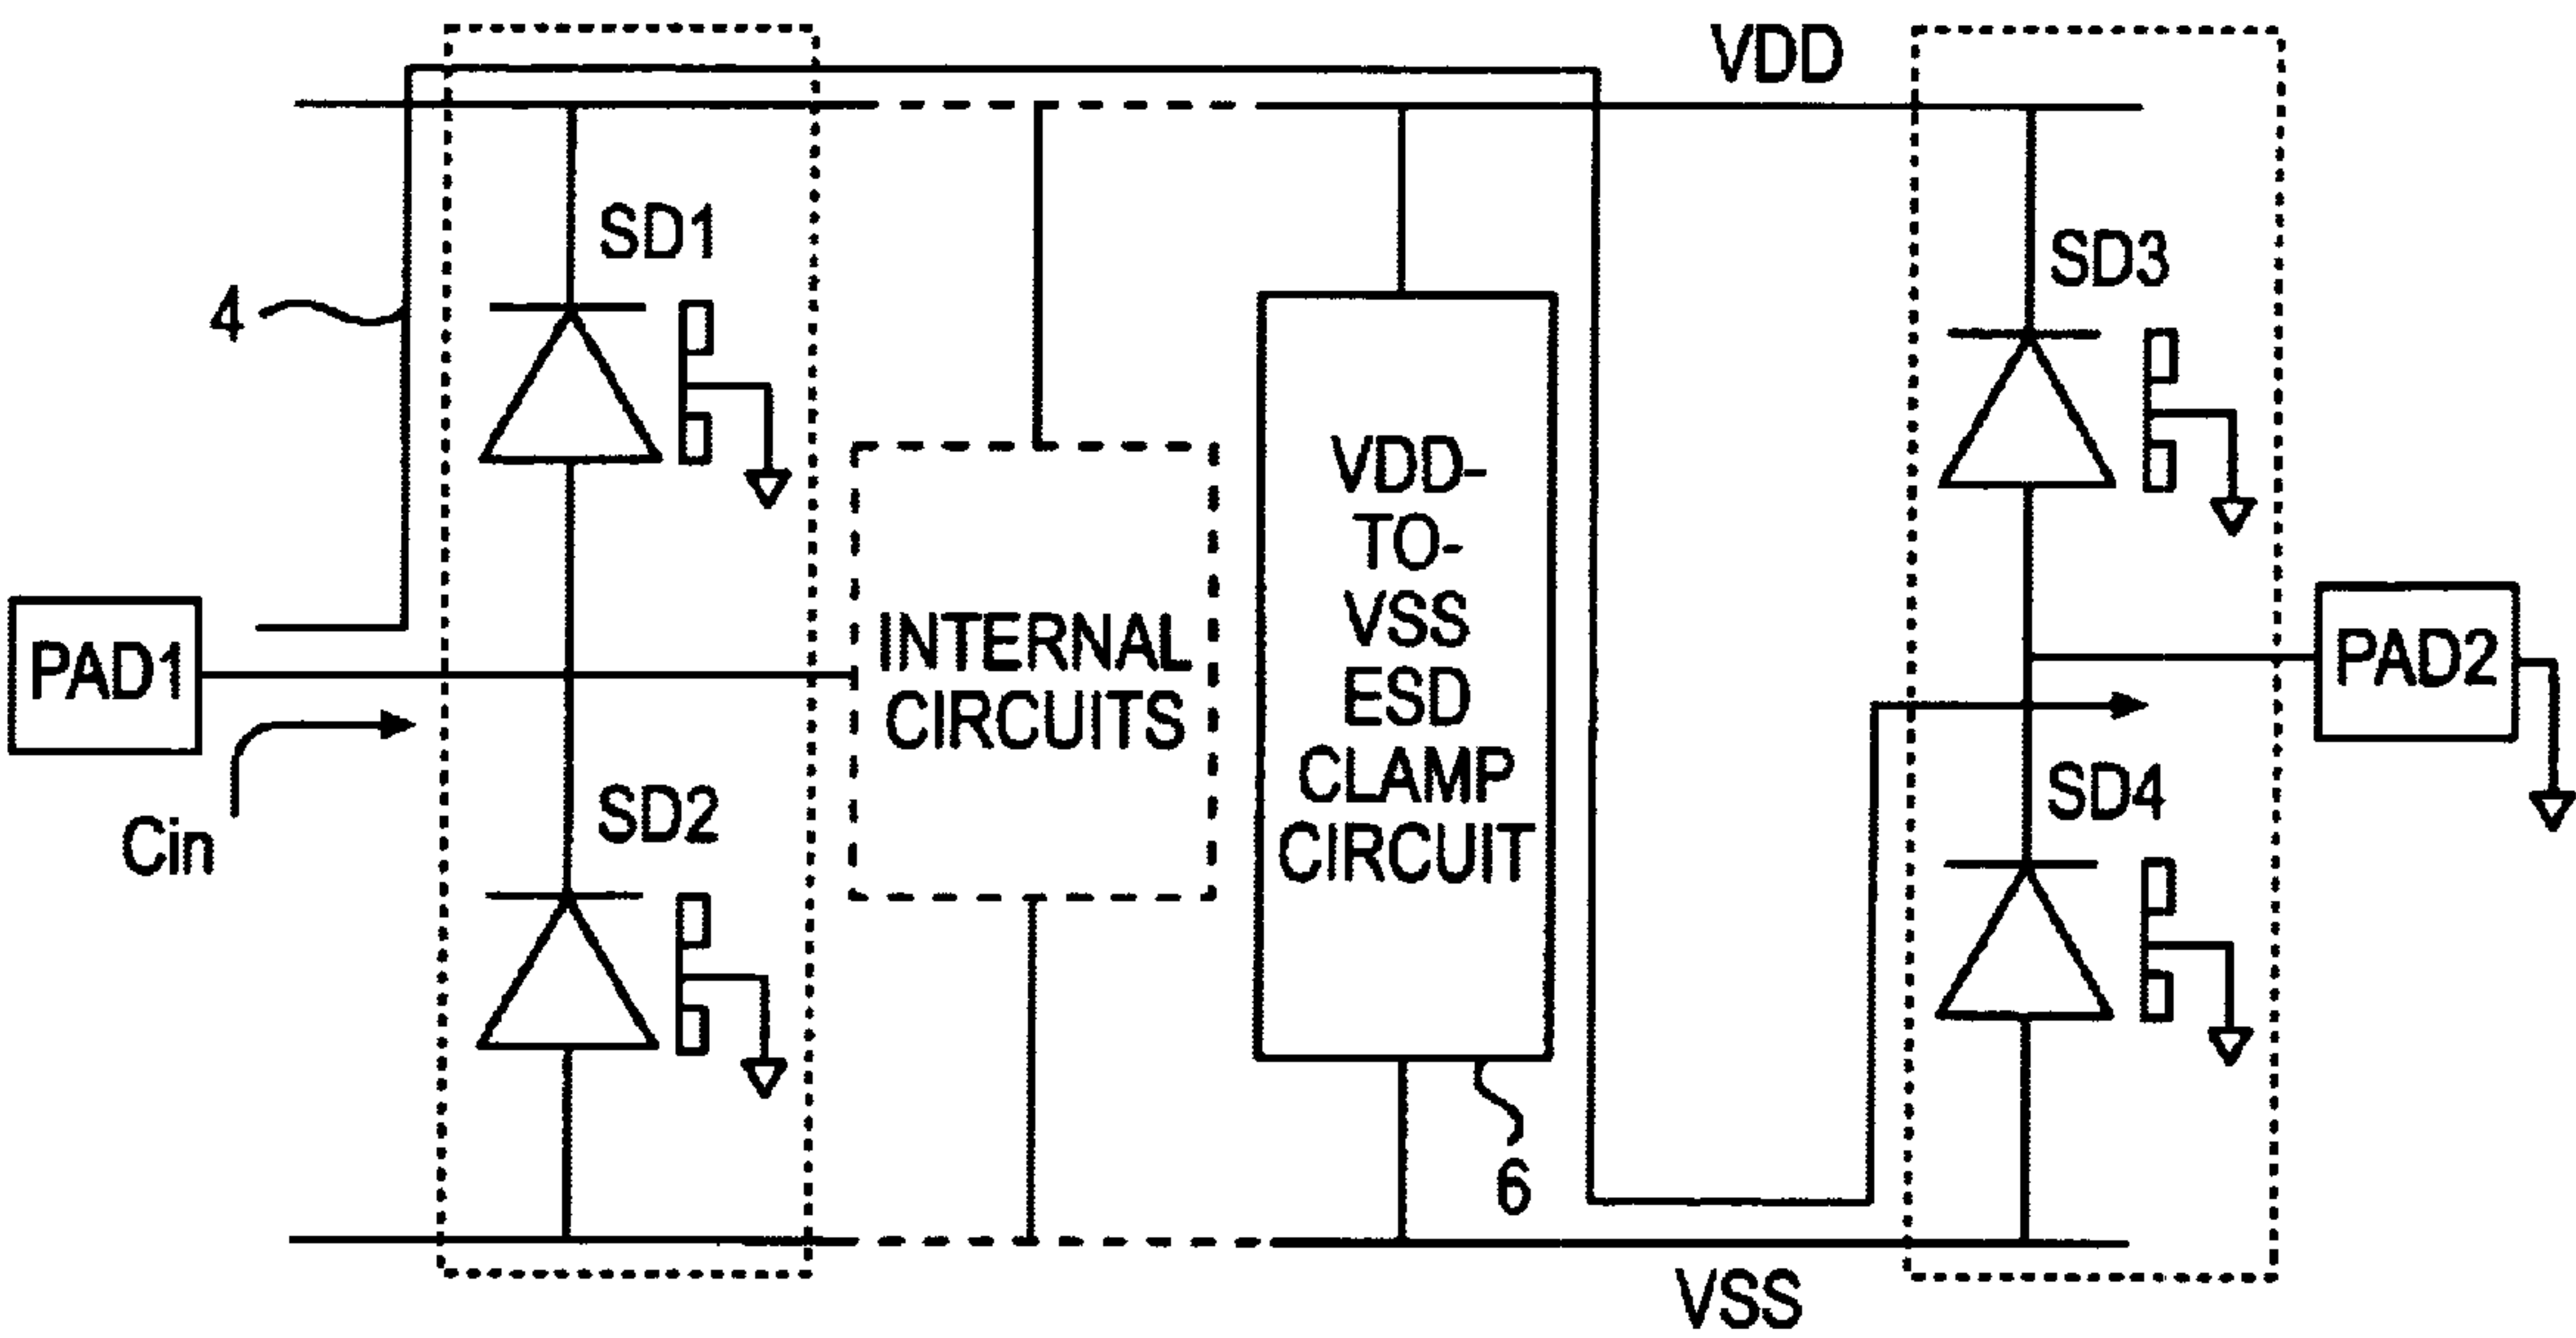 VDD
SD1
SD3
4
VDD-
TO-
VSS
ESD
CLAMP
CIRCUIT
INTERNAL
CIRCUITS
PAD1
PAD2
Cin
SD2
SD4
6
VSS